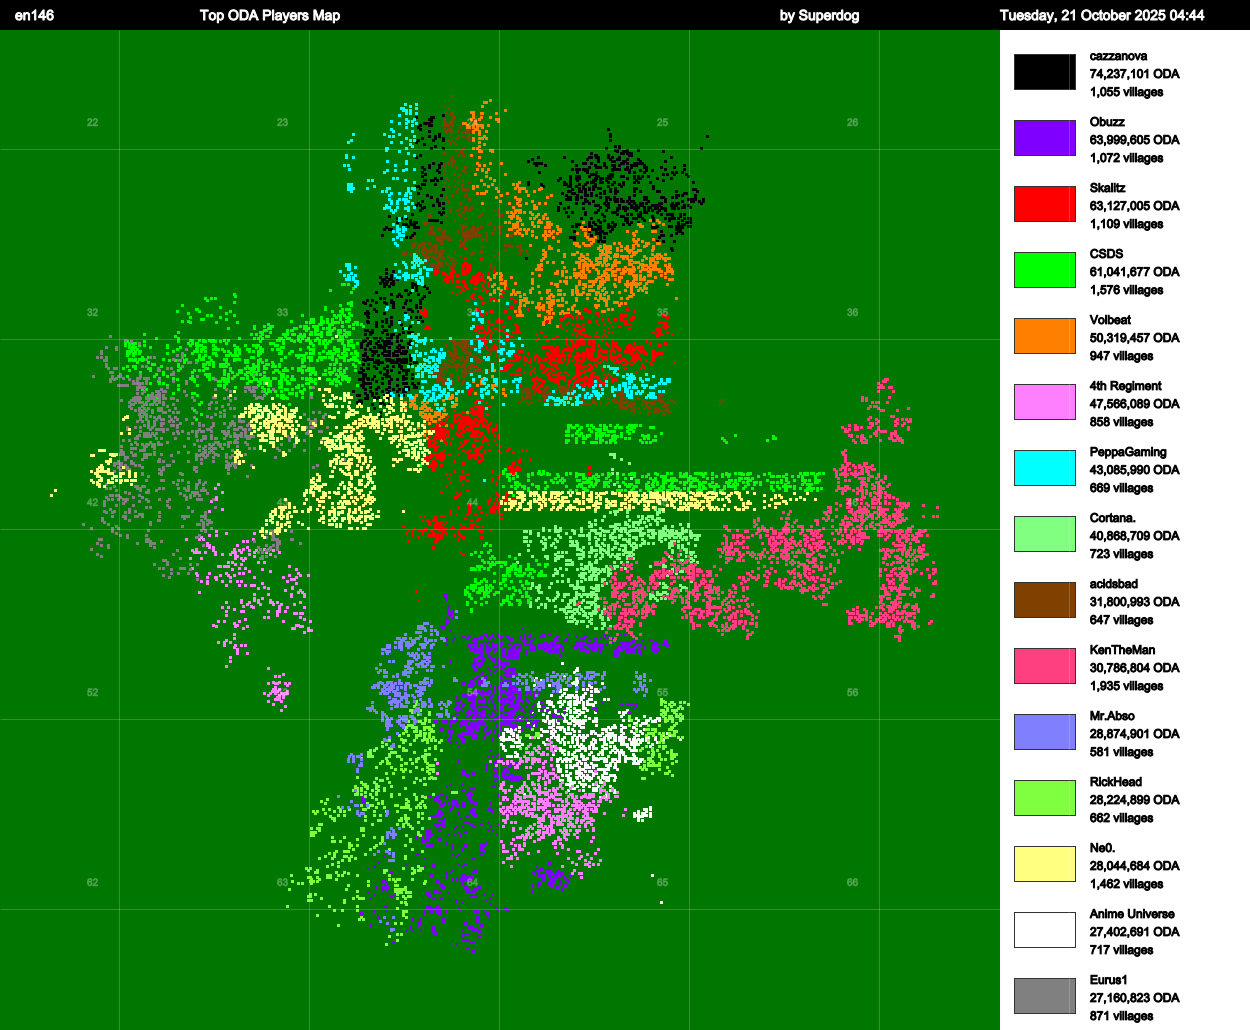 en146 Top ODA Players Map by Superdog Tuesday, 21 October 2025 04:44
22 23 25 26
32 33 35 36
42 44
52 54 55 56
62 63 64 65 66
cazzanova
74,237,101 ODA
1,055 villages
Obuzz
63,999,605 ODA
1,072 villages
Skalitz
63,127,005 ODA
1,109 villages
CSDS
61,041,677 ODA
1,576 villages
Volbeat
50,319,457 ODA
947 villages
4th Regiment
47,566,089 ODA
858 villages
PeppaGaming
43,085,990 ODA
669 villages
Cortana.
40,868,709 ODA
723 villages
acidsbad
31,800,993 ODA
647 villages
KenTheMan
30,786,804 ODA
1,935 villages
Mr.Abso
28,874,901 ODA
581 villages
RickHead
28,224,899 ODA
662 villages
Ne0.
28,044,684 ODA
1,462 villages
Anime Universe
27,402,691 ODA
717 villages
Eurus1
27,160,823 ODA
871 villages